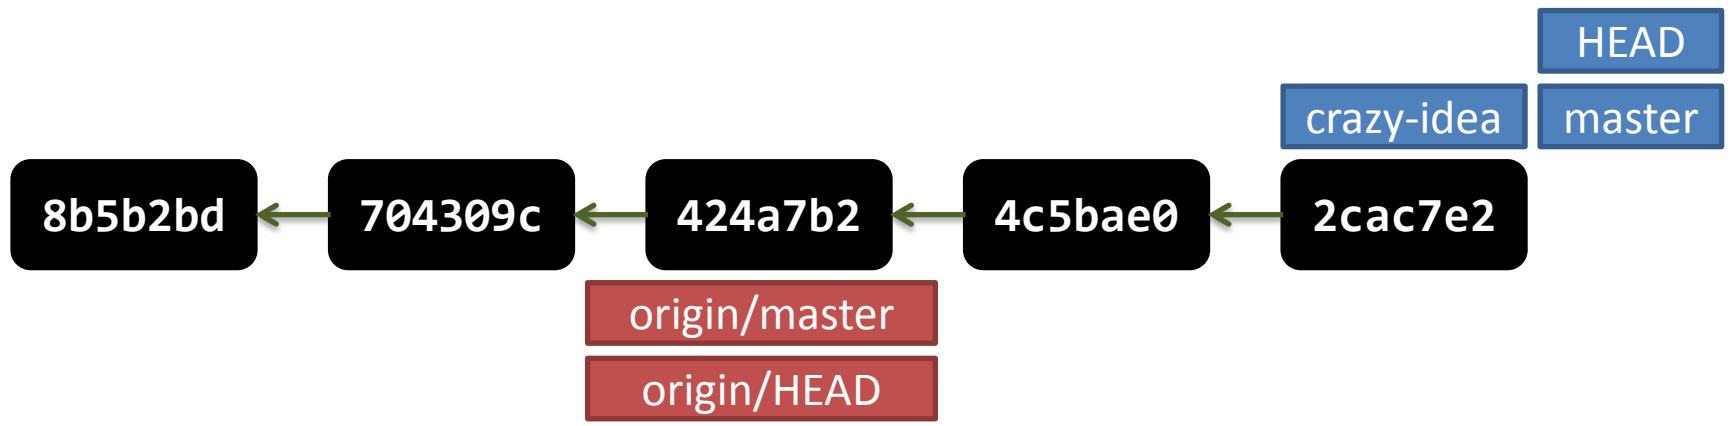 HEAD
crazy-idea master
8b5b2bd 704309c 424a7b2 4c5bae0 2cac7e2
origin/master
origin/HEAD